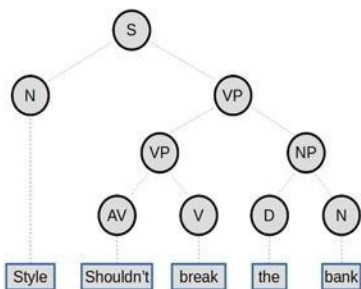 S
N VP
VP NP
AV V D N
Style Shouldn't break the bank